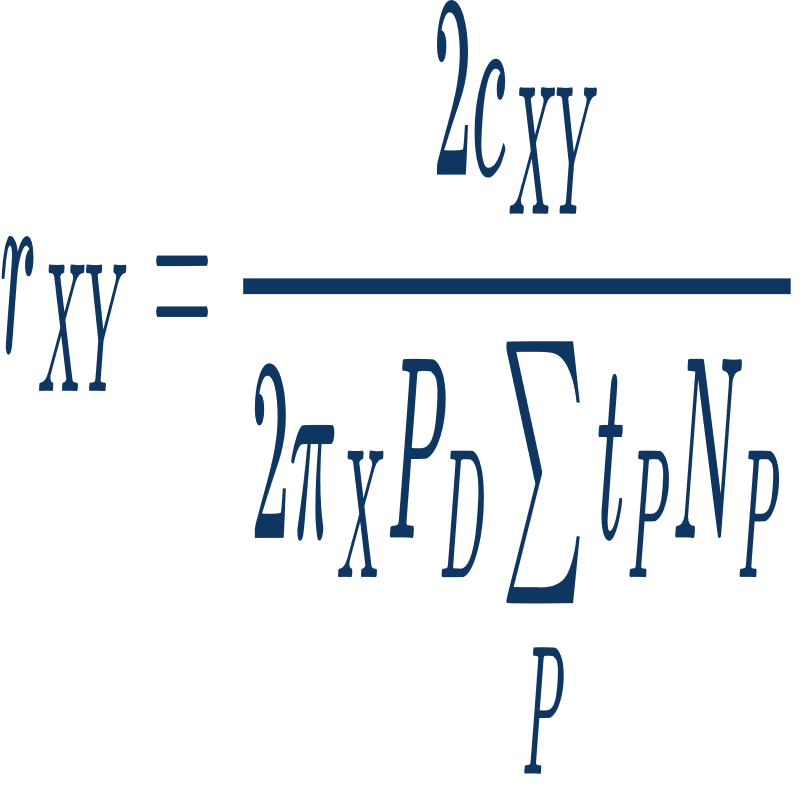 r_{XY} = \frac{2c_{XY}}{2\pi_X P_D \sum_P t_P N_P}